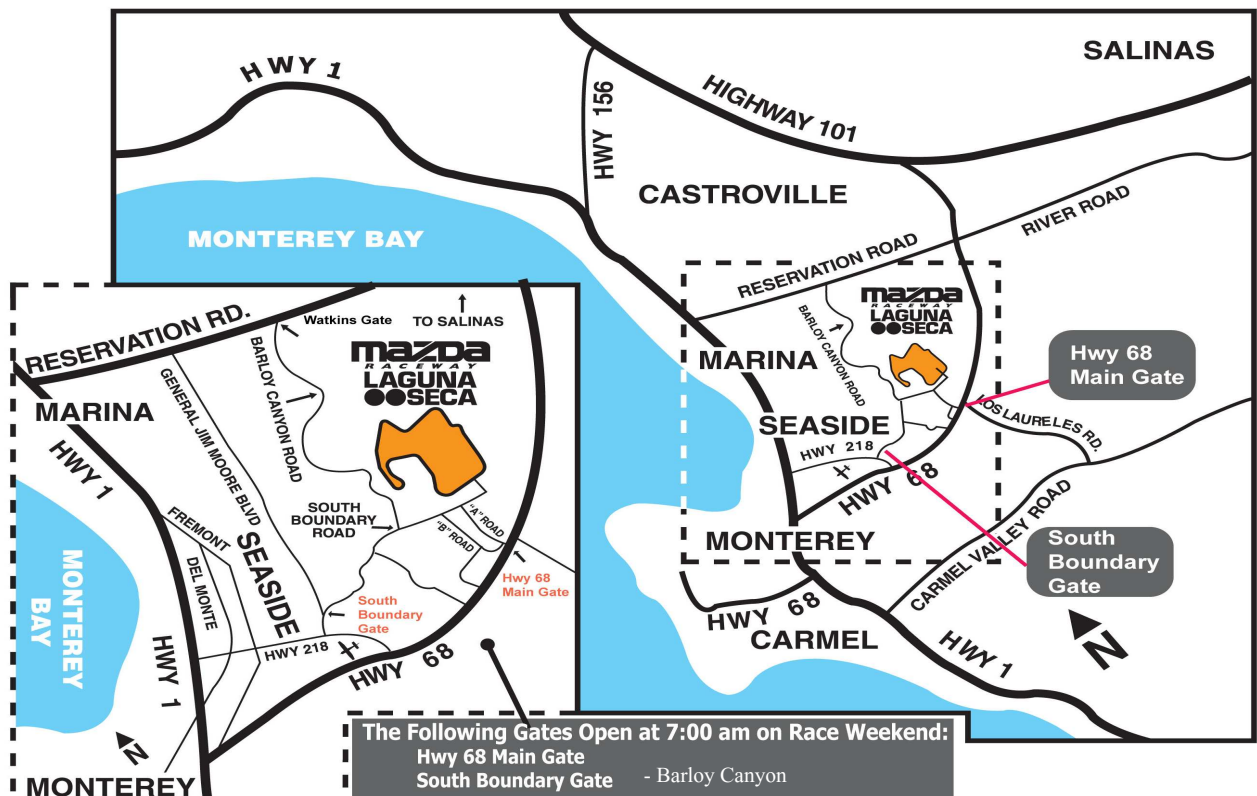 SALINAS
HWY 1
HWY 156
HIGHWAY 101
CASTROVILLE
RIVER ROAD
MONTEREY BAY
RESERVATION ROAD
mazda
RACEWAY
LAGUNA
SECA
BARLOY CANYON ROAD
MARINA
Hwy 68
Main Gate
LOS LAURELES RD.
SEASIDE
HWY 218
HWY 68
MONTEREY
South
Boundary
Gate
CARMEL VALLEY ROAD
HWY 68
CARMEL
HWY 1
N
RESERVATION RD.
Watkins Gate
TO SALINAS
mazda
RACEWAY
LAGUNA
SECA
MARINA
GENERAL JIM MOORE BLVD
BARLOY CANYON ROAD
HWY 1
SOUTH
BOUNDARY
ROAD
"A" ROAD
"B" ROAD
FREMONT
SEASIDE
DEL MONTE
MONTEREY
BAY
Hwy 68
Main Gate
South
Boundary
Gate
HWY 218
HWY 68
HWY 1
N
MONTEREY
The Following Gates Open at 7:00 am on Race Weekend:
Hwy 68 Main Gate
South Boundary Gate - Barloy Canyon